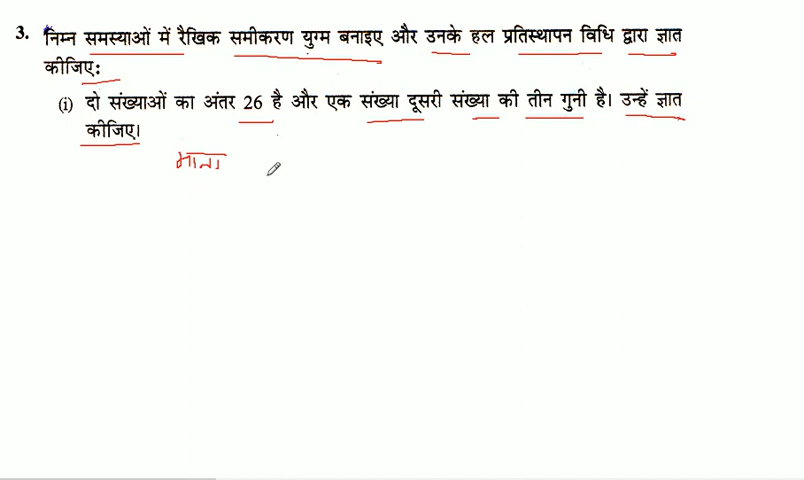 3. निम्न समस्याओं में रैखिक समीकरण युग्म बनाइए और उनके हल प्रतिस्थापन विधि द्वारा ज्ञात
कीजिए:
(i) दो संख्याओं का अंतर 26 है और एक संख्या दूसरी संख्या की तीन गुनी है। उन्हें ज्ञात
कीजिए।
माना